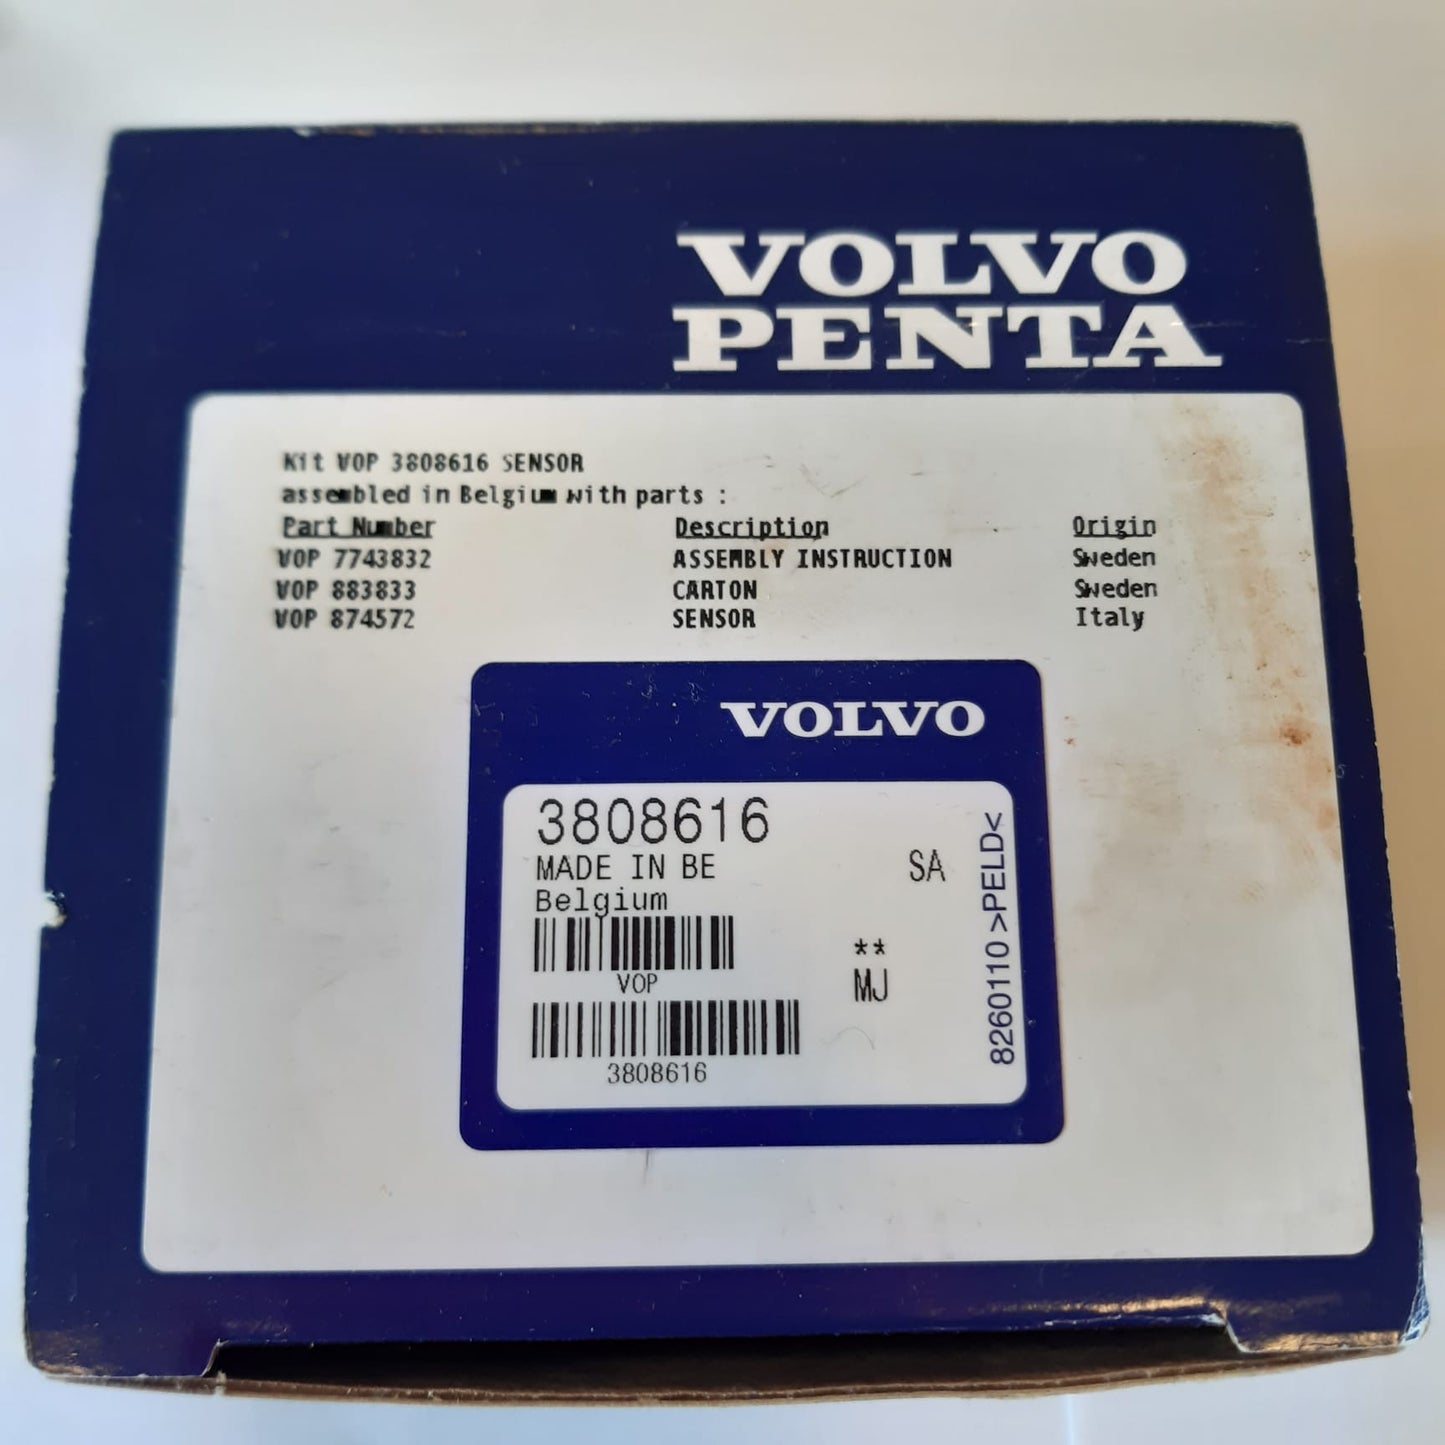 VOLVO
PENTA
Kit VOP 3808616 SENSOR
assembled in Belgium with parts :
Part Number Description Origin
VOP 7743832 ASSEMBLY INSTRUCTION Sweden
VOP 883833 CARTON Sweden
VOP 874572 SENSOR Italy
VOLVO
3808616
MADE IN BE SA
Belgium
**
VOP
MJ
3808616
8260110 >PELD<